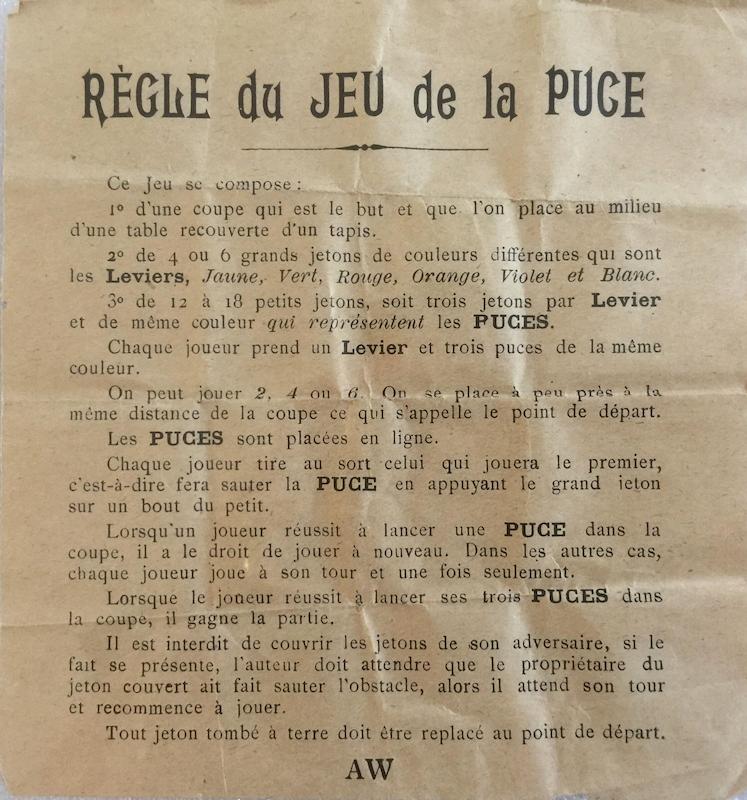 RÈGLE du JEU de la PUCE
Ce Jeu se compose :
1º d'une coupe qui est le but et que l'on place au milieu
d'une table recouverte d'un tapis.
2º de 4 ou 6 grands jetons de couleurs différentes qui sont
les Leviers, Jaune, Vert, Rouge, Orange, Violet et Blanc.
3º de 12 à 18 petits jetons, soit trois jetons par Levier
et de même couleur qui représentent les PUCES.
Chaque joueur prend un Levier et trois puces de la même
couleur.
On peut jouer 2, 4 ou 6. On se place à peu près à la
même distance de la coupe ce qui s'appelle le point de départ.
Les PUCES sont placées en ligne.
Chaque joueur tire au sort celui qui jouera le premier,
c'est-à-dire fera sauter la PUCE en appuyant le grand jeton
sur un bout du petit.
Lorsqu'un joueur réussit à lancer une PUCE dans la
coupe, il a le droit de jouer à nouveau. Dans les autres cas,
chaque joueur joue à son tour et une fois seulement.
Lorsque le joneur réussit à lancer ses trois PUCES dans
la coupe, il gagne la partie.
Il est interdit de couvrir les jetons de son adversaire, si le
fait se présente, l'auteur doit attendre que le propriétaire du
jeton couvert ait fait sauter l'obstacle, alors il attend son tour
et recommence à jouer.
Tout jeton tombé à terre doit être replacé au point de départ.
AW